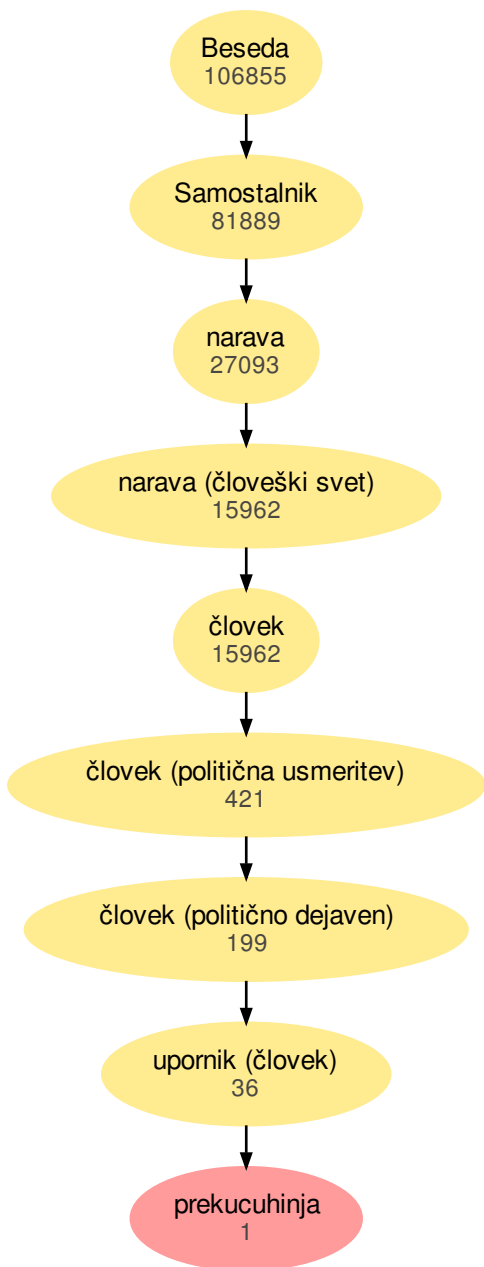 Beseda
106855
Samostalnik
81889
narava
27093
narava (človeški svet)
15962
človek
15962
človek (politična usmeritev)
421
človek (politično dejaven)
199
upornik (človek)
36
prekucuhinja
1